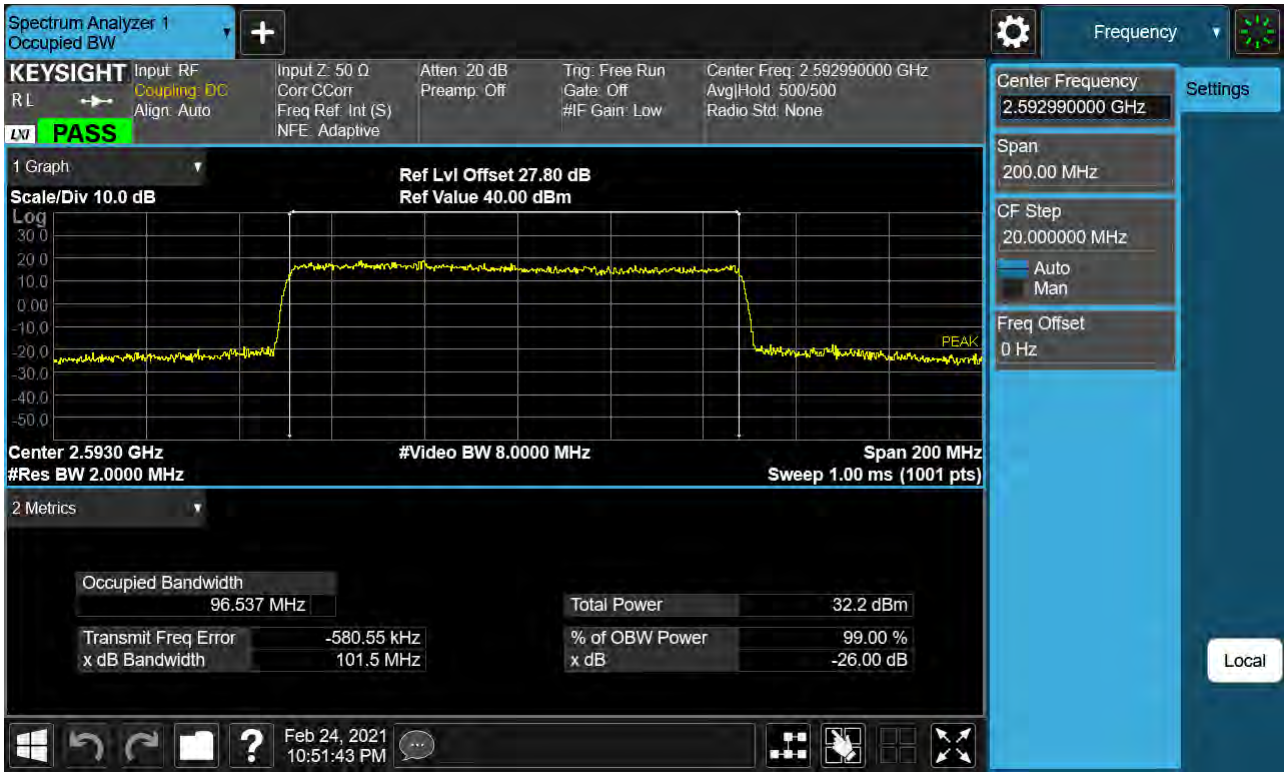 Spectrum Analyzer 1
Occupied BW
+
Frequency
KEYSIGHT
RL
LXI
PASS
Input: RF
Coupling: DC
Align: Auto
Input Z: 50 Ω
Corr CCorr
Freq Ref: Int (S)
NFE: Adaptive
Atten: 20 dB
Preamp: Off
Trig: Free Run
Gate: Off
#IF Gain: Low
Center Freq: 2.592990000 GHz
Avg|Hold: 500/500
Radio Std: None
Center Frequency
2.592990000 GHz
Settings
Span
200.00 MHz
CF Step
20.000000 MHz
Auto
Man
Freq Offset
0 Hz
1 Graph
Scale/Div 10.0 dB
Ref Lvl Offset 27.80 dB
Ref Value 40.00 dBm
Log
30.0
20.0
10.0
0.00
-10.0
-20.0
-30.0
-40.0
-50.0
PEAK
Center 2.5930 GHz
#Res BW 2.0000 MHz
#Video BW 8.0000 MHz
Span 200 MHz
Sweep 1.00 ms (1001 pts)
2 Metrics
Occupied Bandwidth
96.537 MHz
Transmit Freq Error -580.55 kHz
x dB Bandwidth 101.5 MHz
Total Power 32.2 dBm
% of OBW Power 99.00 %
x dB -26.00 dB
Local
?
Feb 24, 2021
10:51:43 PM